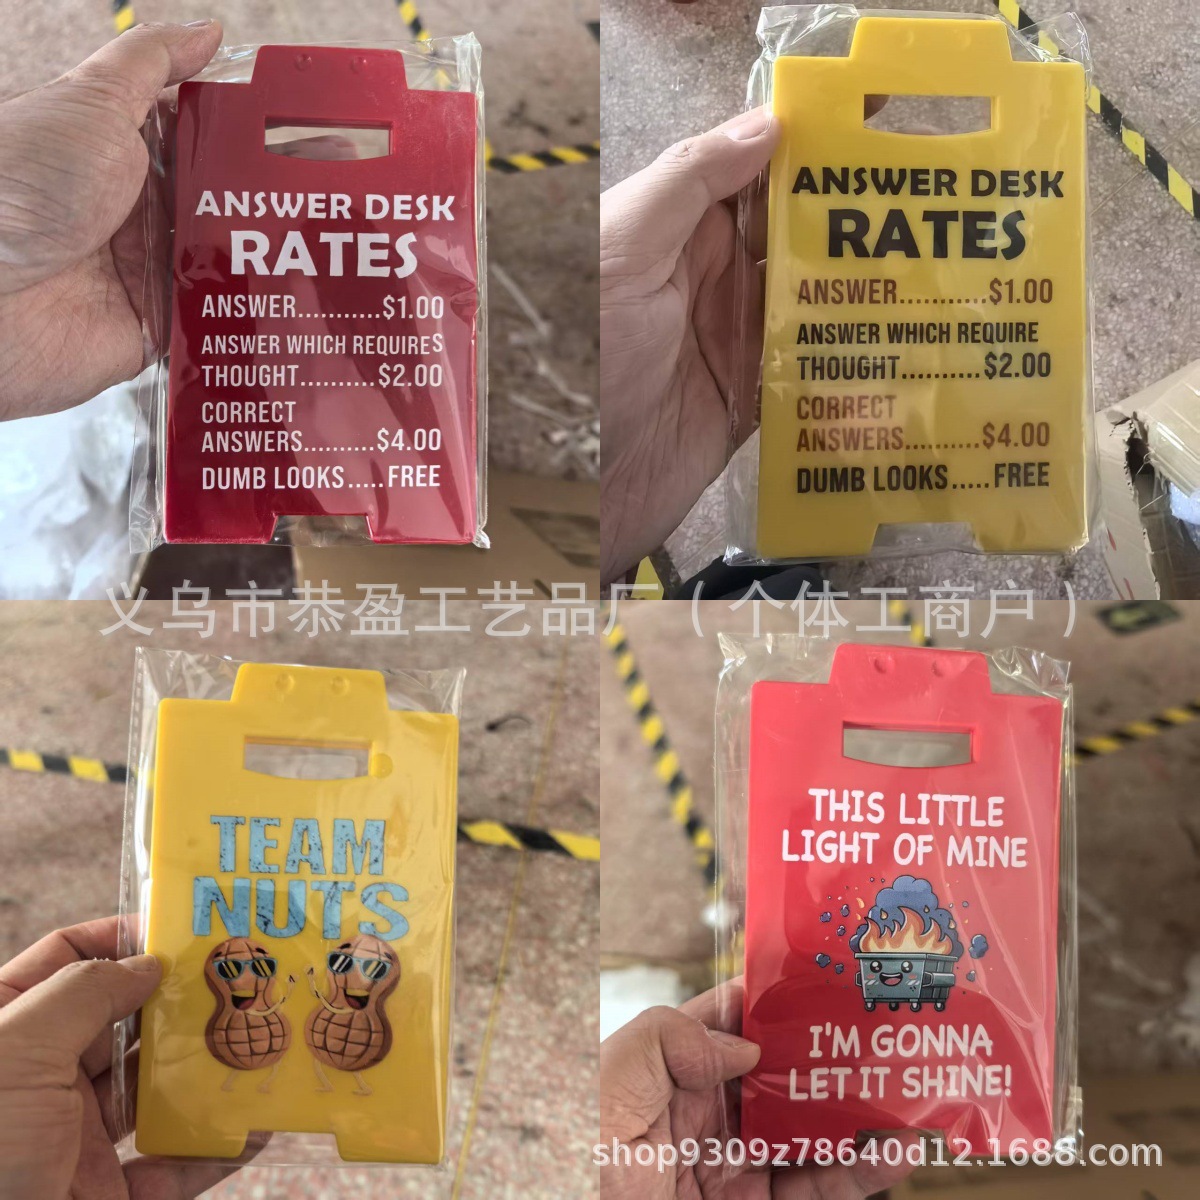 ANSWER DESK
RATES
ANSWER...........$1.00
ANSWER WHICH REQUIRES
THOUGHT..........$2.00
CORRECT
ANSWERS..........$4.00
DUMB LOOKS.....FREE
ANSWER DESK
RATES
ANSWER...........$1.00
ANSWER WHICH REQUIRE
THOUGHT..........$2.00
CORRECT
ANSWERS..........$4.00
DUMB LOOKS.....FREE
义乌市恭盈工艺品厂（个体工商户）
TEAM
NUTS
THIS LITTLE
LIGHT OF MINE
I'M GONNA
LET IT SHINE!
shop9309z78640d12.1688.com